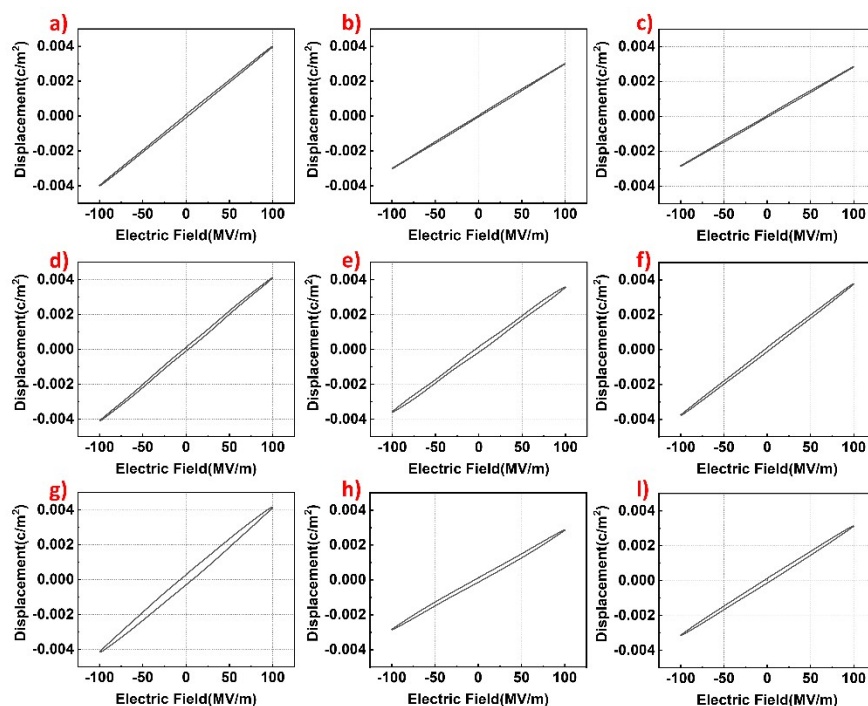 a)
0.004
0.002
0.000
-0.002
-0.004
Displacement(c/m²)
-100 -50 0 50 100
Electric Field(MV/m)
b)
0.004
0.002
0.000
-0.002
-0.004
Displacement(c/m²)
-100 -50 0 50 100
Electric Field(MV/m)
c)
0.004
0.002
0.000
-0.002
-0.004
Displacement(c/m²)
-100 -50 0 50 100
Electric Field(MV/m)
d)
0.004
0.002
0.000
-0.002
-0.004
Displacement(c/m²)
-100 -50 0 50 100
Electric Field(MV/m)
e)
0.004
0.002
0.000
-0.002
-0.004
Displacement(c/m²)
-100 -50 0 50 100
Electric Field(MV/m)
f)
0.004
0.002
0.000
-0.002
-0.004
Displacement(c/m²)
-100 -50 0 50 100
Electric Field(MV/m)
g)
0.004
0.002
0.000
-0.002
-0.004
Displacement(c/m²)
-100 -50 0 50 100
Electric Field(MV/m)
h)
0.004
0.002
0.000
-0.002
-0.004
Displacement(c/m²)
-100 -50 0 50 100
Electric Field(MV/m)
l)
0.004
0.002
0.000
-0.002
-0.004
Displacement(c/m²)
-100 -50 0 50 100
Electric Field(MV/m)